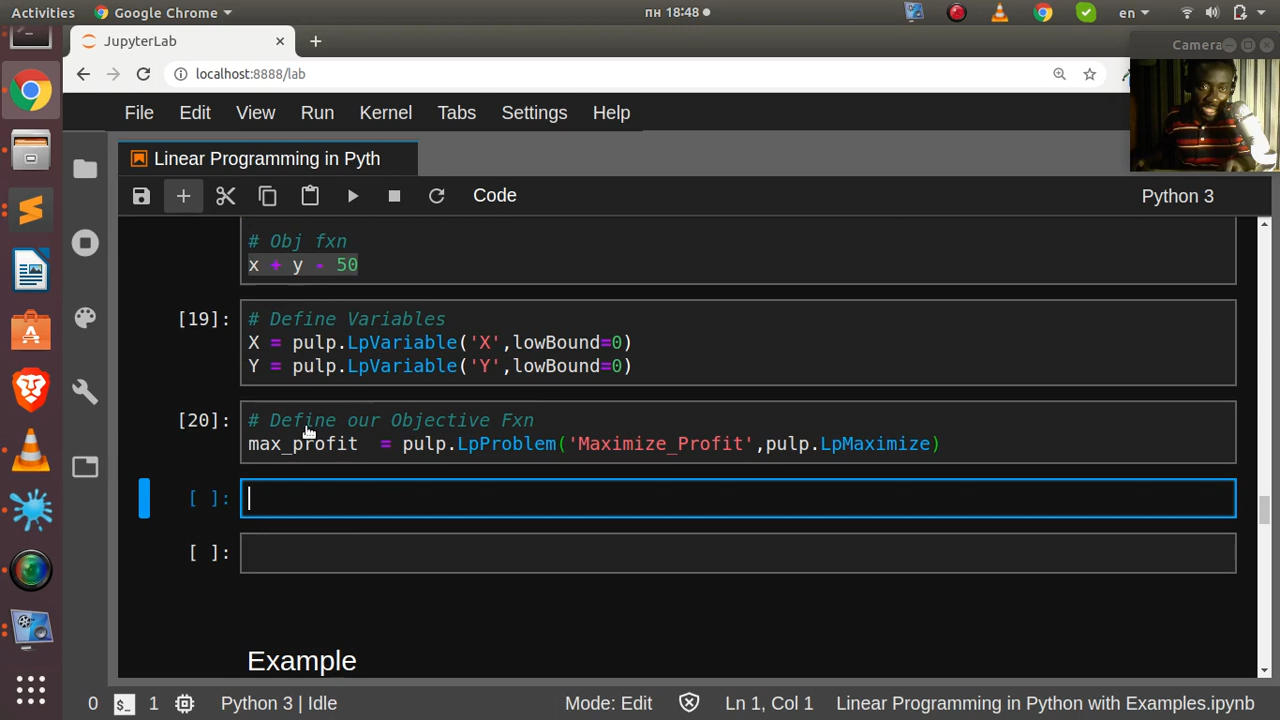 Activities Google Chrome пн 18:48 en
JupyterLab
Camera
localhost:8888/lab
File Edit View Run Kernel Tabs Settings Help
Linear Programming in Pyth
Code Python 3
# Obj fxn
x + y - 50
[19]: # Define Variables
X = pulp.LpVariable('X',lowBound=0)
Y = pulp.LpVariable('Y',lowBound=0)
[20]: # Define our Objective Fxn
max_profit = pulp.LpProblem('Maximize_Profit',pulp.LpMaximize)
[ ]:
[ ]:
Example
0 $_ 1 Python 3 | Idle Mode: Edit Ln 1, Col 1 Linear Programming in Python with Examples.ipynb